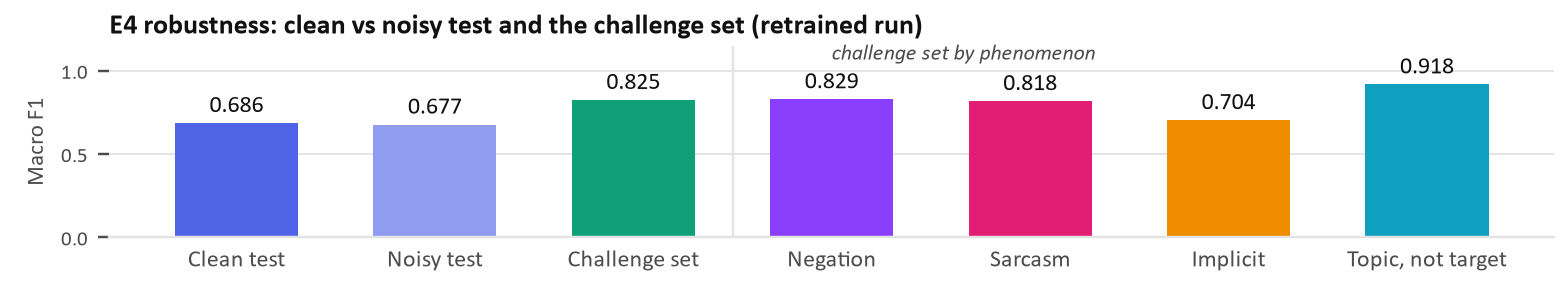 E4 robustness: clean vs noisy test and the challenge set (retrained run)
challenge set by phenomenon
Macro F1
1.0
0.5
0.0
0.686
0.677
0.825
0.829
0.818
0.704
0.918
Clean test
Noisy test
Challenge set
Negation
Sarcasm
Implicit
Topic, not target